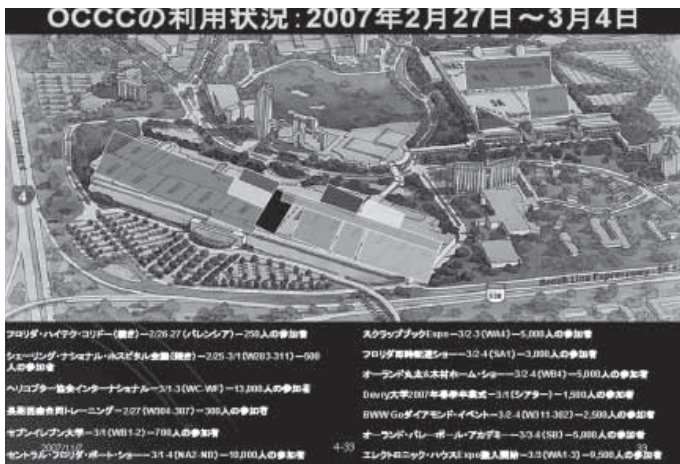 OCCCの利用状況：2007年2月27日～3月4日
4
528
フロリダ・ハイテク・コリドー(続き)－2/26-27(バレンシア)－250人の参加者
シェーリング・ナショナル・ホスピタル会議(続き)－2/25-3/1(W203-311)－600
人の参加者
ヘリコプター協会インターナショナル－3/1-3(WC-WF)－13,000人の参加者
長期医療合同トレーニング－2/27(W304-307)－300人の参加者
セブンイレブン大学－3/1(WB1-2)－700人の参加者
セントラル・フロリダ・ボート・ショー－3/1-4(NA2-NB)－10,000人の参加者
スクラップブックExpo－3/2-3(WA4)－5,000人の参加者
フロリダ即時配達ショー－3/2-4(SA1)－3,000人の参加者
オーランド丸太&木材ホーム・ショー－3/2-4(WB4)－5,000人の参加者
Devry大学2007年春季卒業式－3/1(シアター)－1,500人の参加者
BWW Goダイアモンド・イベント－3/2-4(W311-302)－2,500人の参加者
オーランド・バレーボール・アカデミー－3/3-4(SB)－5,000人の参加者
エレクトロニック・ハウスExpo搬入開始－3/3(WA1-3)－9,500人の参加者
2007/11/7
4-39
39